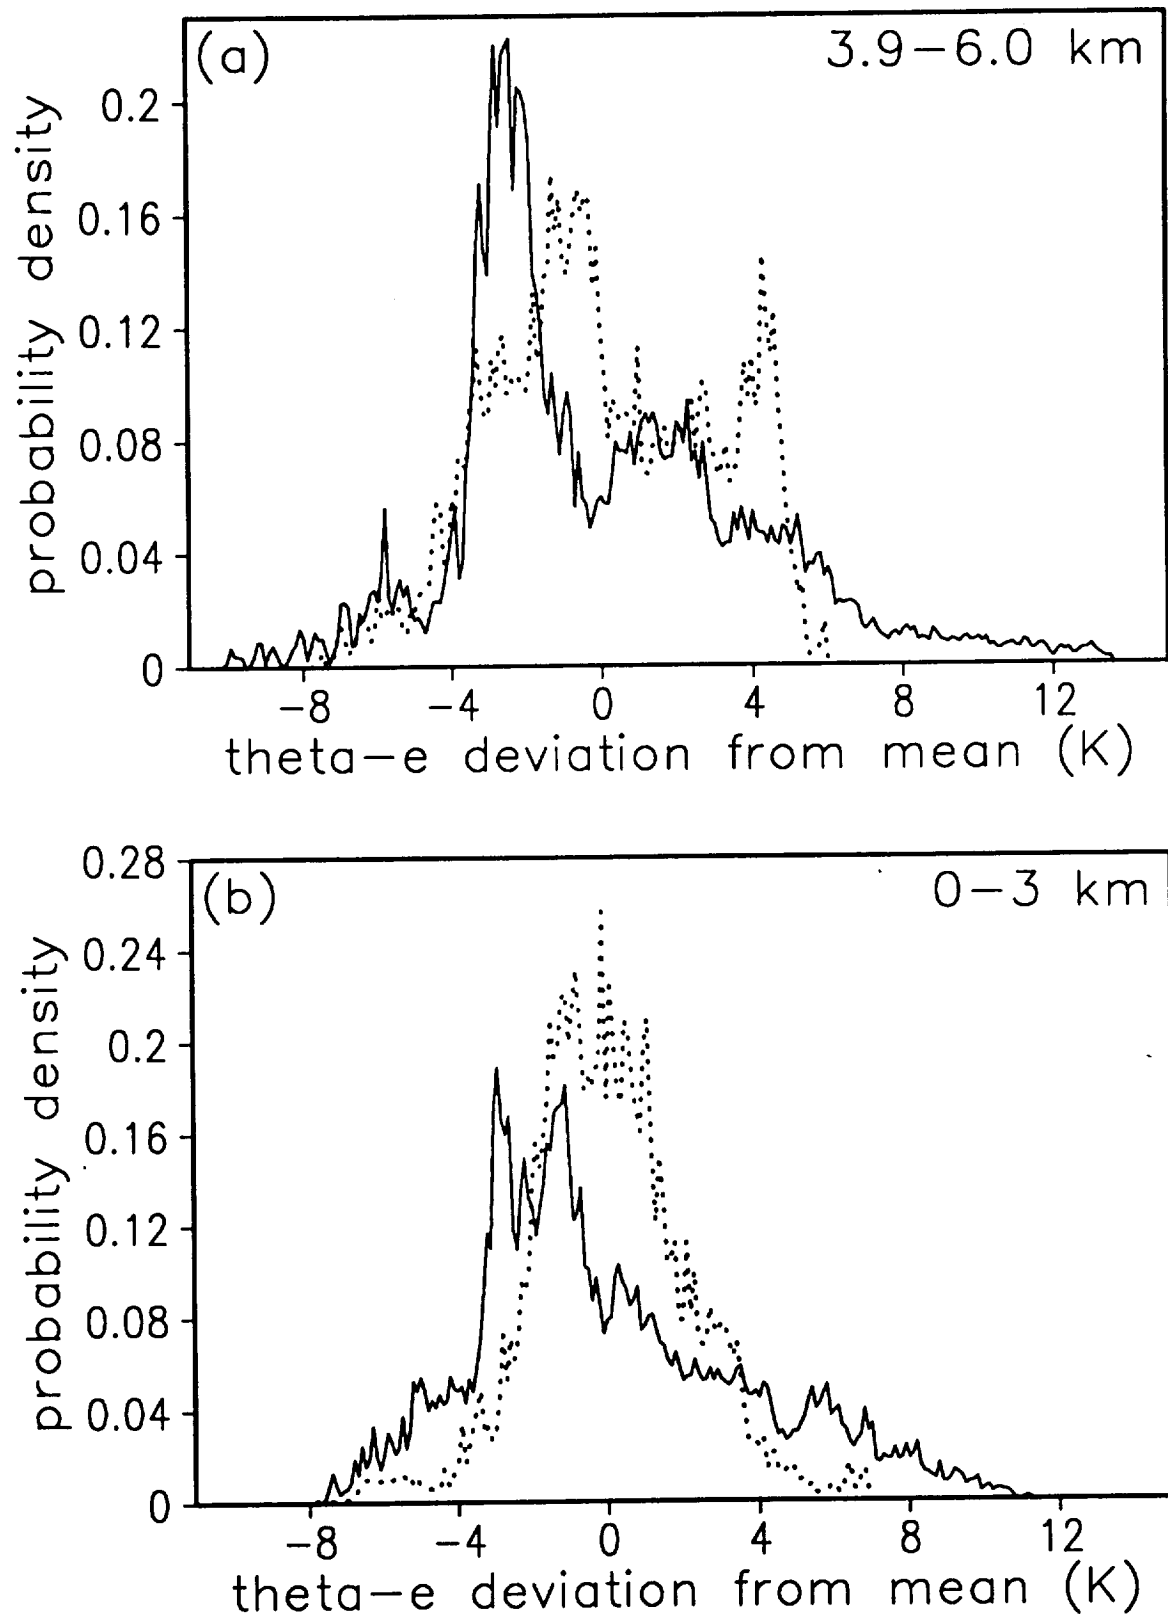 (a) 3.9−6.0 km
probability density
0.2
0.16
0.12
0.08
0.04
0
−8 −4 0 4 8 12
theta−e deviation from mean (K)
(b) 0−3 km
probability density
0.28
0.24
0.2
0.16
0.12
0.08
0.04
0
−8 −4 0 4 8 12
theta−e deviation from mean (K)